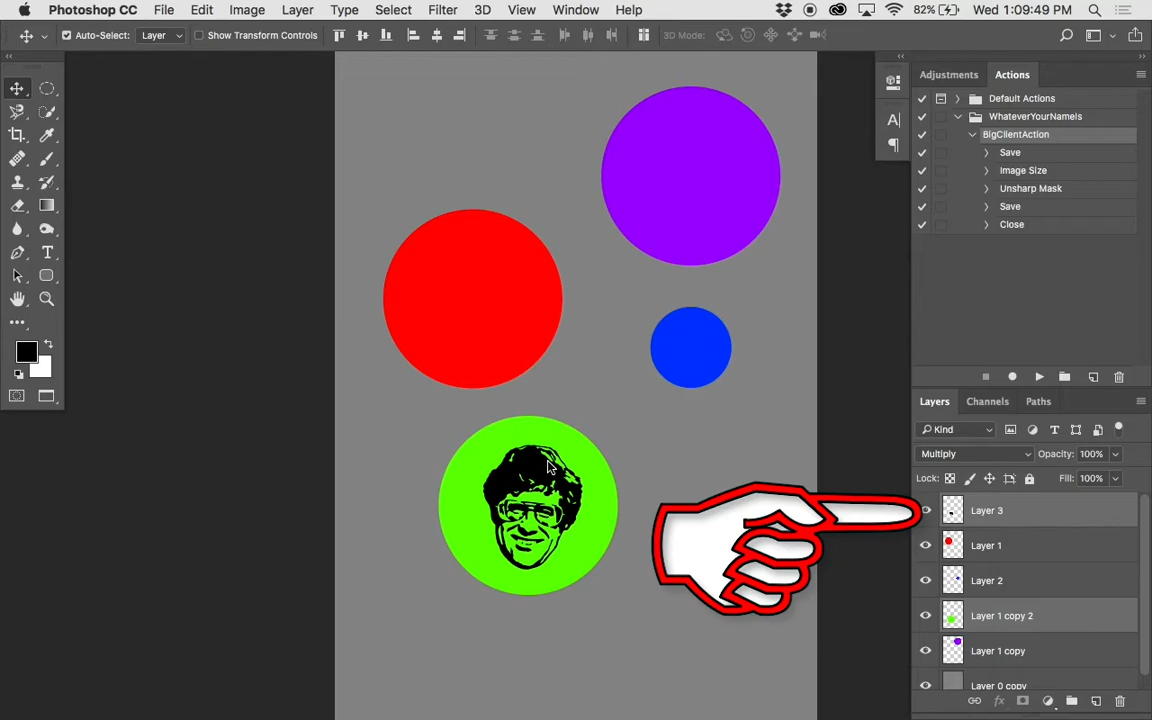 Photoshop CC File Edit Image Layer Type Select Filter 3D View Window Help 82% Wed 1:09:49 PM
Auto-Select: Layer Show Transform Controls 3D Mode:
Adjustments Actions
Default Actions
WhateverYourNameIs
BigClientAction
Save
Image Size
Unsharp Mask
Save
Close
Layers Channels Paths
Kind
Multiply Opacity: 100%
Lock: Fill: 100%
Layer 3
Layer 1
Layer 2
Layer 1 copy 2
Layer 1 copy
Layer 0 copy